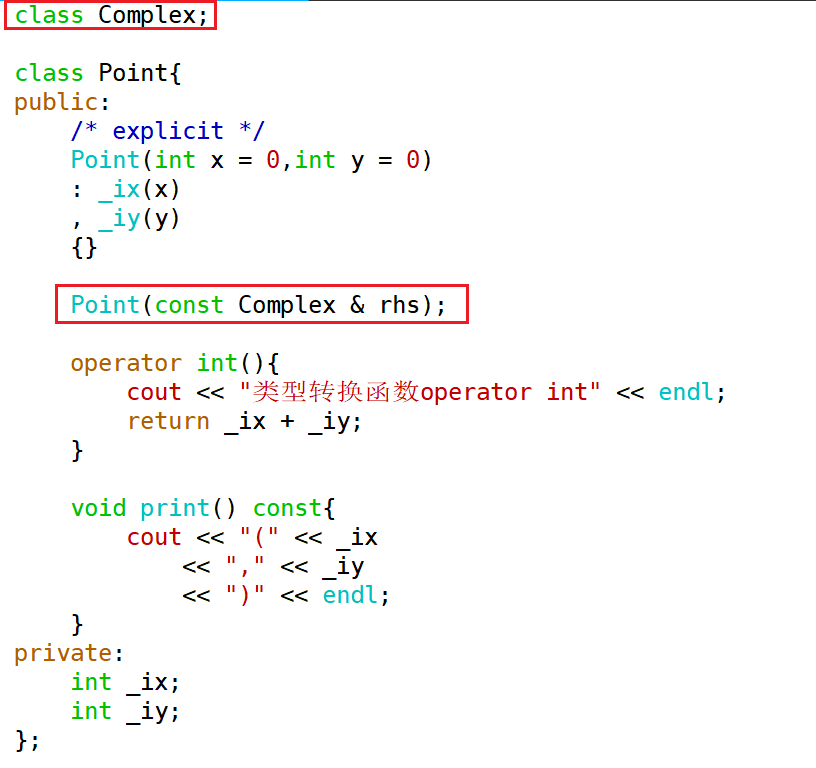 class Complex;
class Point{
public:
    /* explicit */
    Point(int x = 0,int y = 0)
    : _ix(x)
    , _iy(y)
    {}
    Point(const Complex & rhs);
    operator int(){
        cout << "类型转换函数operator int" << endl;
        return _ix + _iy;
    }
    void print() const{
        cout << "(" << _ix
            << "," << _iy
            << ")" << endl;
    }
private:
    int _ix;
    int _iy;
};